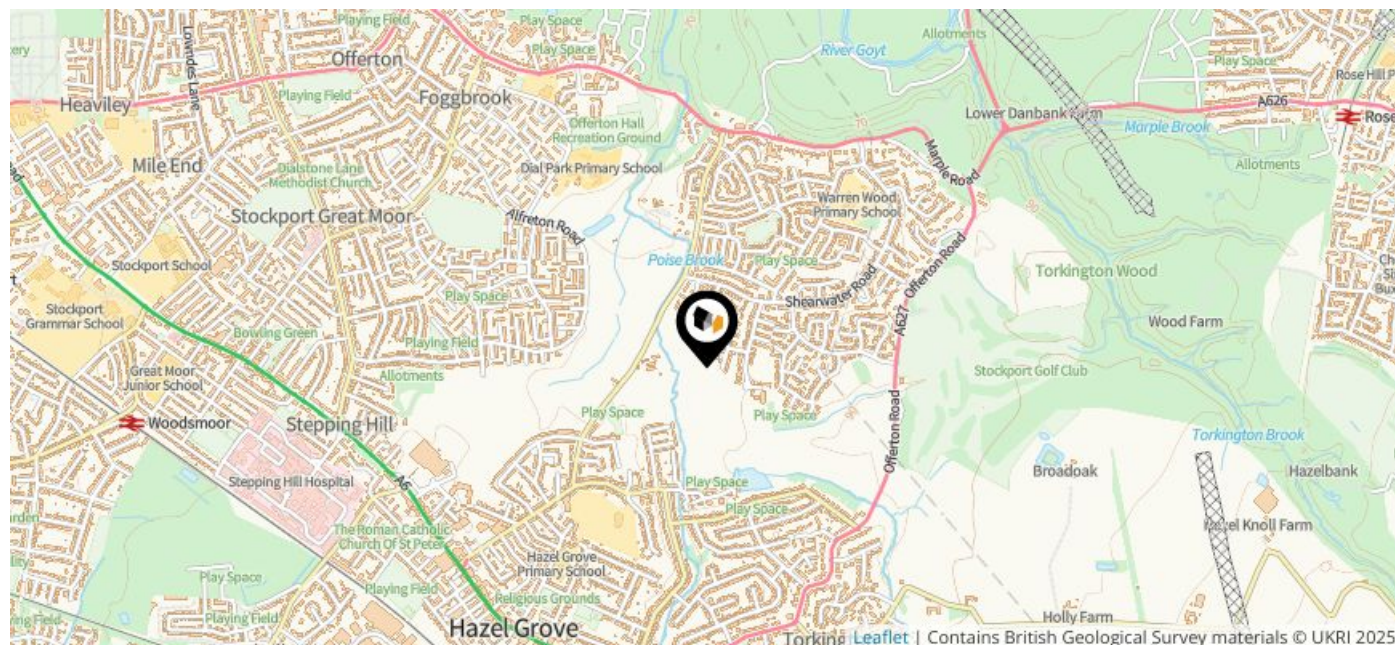 Playing Field
Play Space
Allotments
River Goyt
Allotments
Play Space
Lowndes Lane
Offerton
Rose Hill P
Playing Field
Foggbrook
Heaviley
A626
Lower Danbank Farm
Rose
Offerton Hall
Recreation Ground
Marple Brook
Mile End
Dialstone Lane
Methodist Church
Dial Park Primary School
Marple Road
Allotments
Warren Wood
Primary School
Stockport Great Moor
Alfreton Road
Offerton Road
Poise Brook
Play Space
Stockport School
Torkington Wood
Play Space
Shearwater Road
A627
Stockport
Grammar School
Bowling Green
Playing Field
Wood Farm
Great Moor
Junior School
Allotments
Stockport Golf Club
Woodsmoor
Stepping Hill
Play Space
Play Space
Offerton Road
Torkington Brook
Stepping Hill Hospital
A6
Play Space
Broadoak
Hazelbank
The Roman Catholic
Church Of St Peter
Play Space
Hazel Knoll Farm
Hazel Grove
Primary School
Play Space
Playing Field
Religious Grounds
Playing Field
Holly Farm
Hazel Grove
Torking
Leaflet | Contains British Geological Survey materials © UKRI 2025